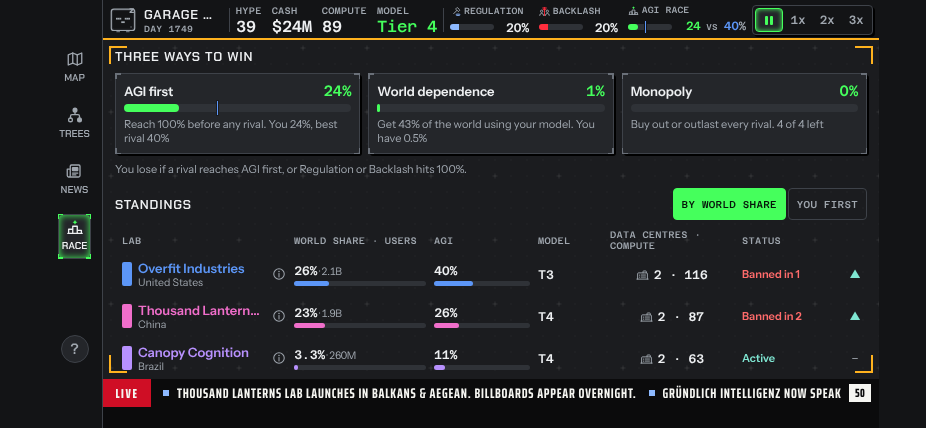 GARAGE ...
DAY 1749
HYPE
39
CASH
$24M
COMPUTE
89
MODEL
Tier 4
REGULATION
20%
BACKLASH
20%
AGI RACE
24 VS 40%
1x
2x
3x
MAP
TREES
NEWS
RACE
?
THREE WAYS TO WIN
AGI first 24%
Reach 100% before any rival. You 24%, best
rival 40%
World dependence 1%
Get 43% of the world using your model. You
have 0.5%
Monopoly 0%
Buy out or outlast every rival. 4 of 4 left
You lose if a rival reaches AGI first, or Regulation or Backlash hits 100%.
STANDINGS
BY WORLD SHARE
YOU FIRST
LAB WORLD SHARE · USERS AGI MODEL DATA CENTRES · COMPUTE STATUS
Overfit Industries
United States
26%·2.1B 40% T3 2 · 116 Banned in 1
Thousand Lantern...
China
23%·1.9B 26% T4 2 · 87 Banned in 2
Canopy Cognition
Brazil
3.3%·260M 11% T4 2 · 63 Active –
LIVE
THOUSAND LANTERNS LAB LAUNCHES IN BALKANS & AEGEAN. BILLBOARDS APPEAR OVERNIGHT. GRÜNDLICH INTELLIGENZ NOW SPEAK
50